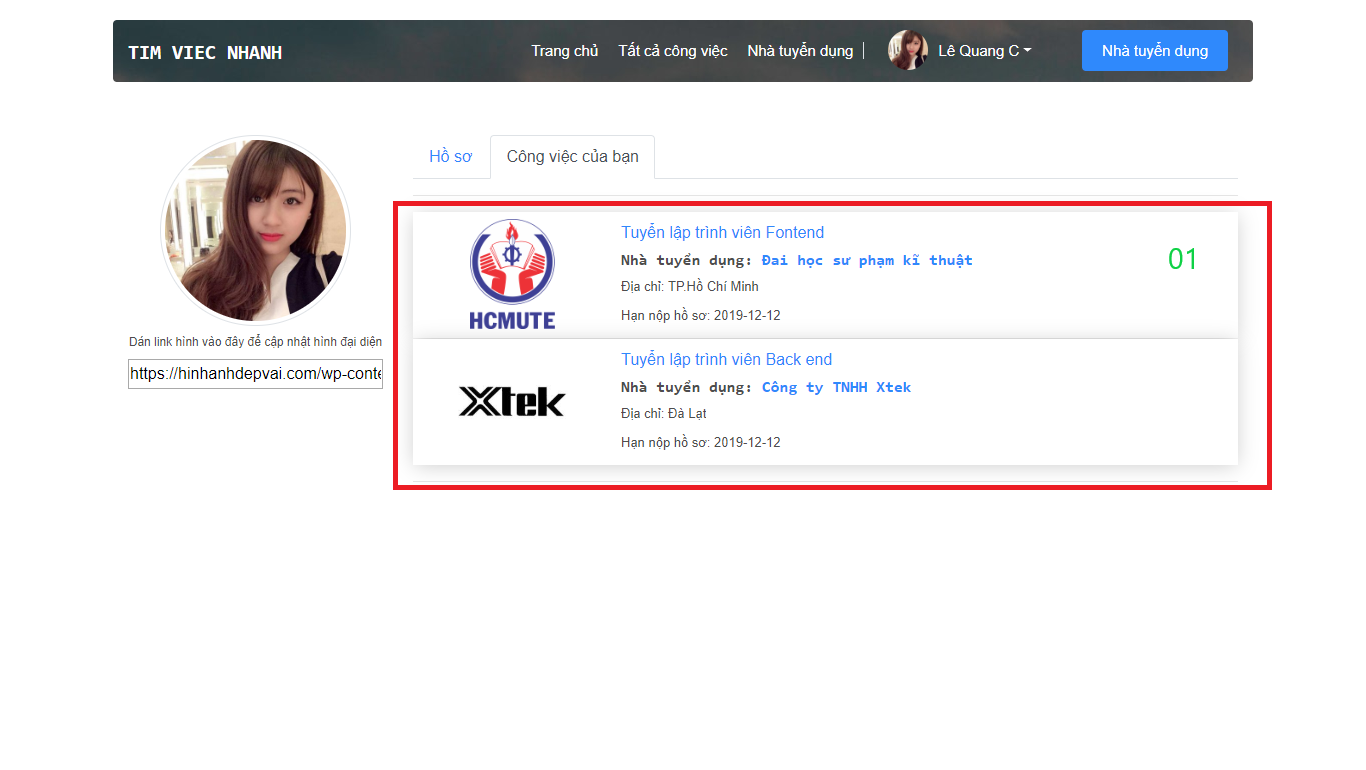 TIM VIEC NHANH
Trang chủ
Tất cả công việc
Nhà tuyển dụng
Lê Quang C
Nhà tuyển dụng
Dán link hình vào đây để cập nhật hình đại diện
https://hinhanhdepvai.com/wp-conte
Hồ sơ
Công việc của bạn
HCMUTE
Tuyển lập trình viên Fontend
Nhà tuyển dụng: Đai học sư phạm kĩ thuật
Địa chỉ: TP.Hồ Chí Minh
Hạn nộp hồ sơ: 2019-12-12
01
Xtek
Tuyển lập trình viên Back end
Nhà tuyển dụng: Công ty TNHH Xtek
Địa chỉ: Đà Lạt
Hạn nộp hồ sơ: 2019-12-12